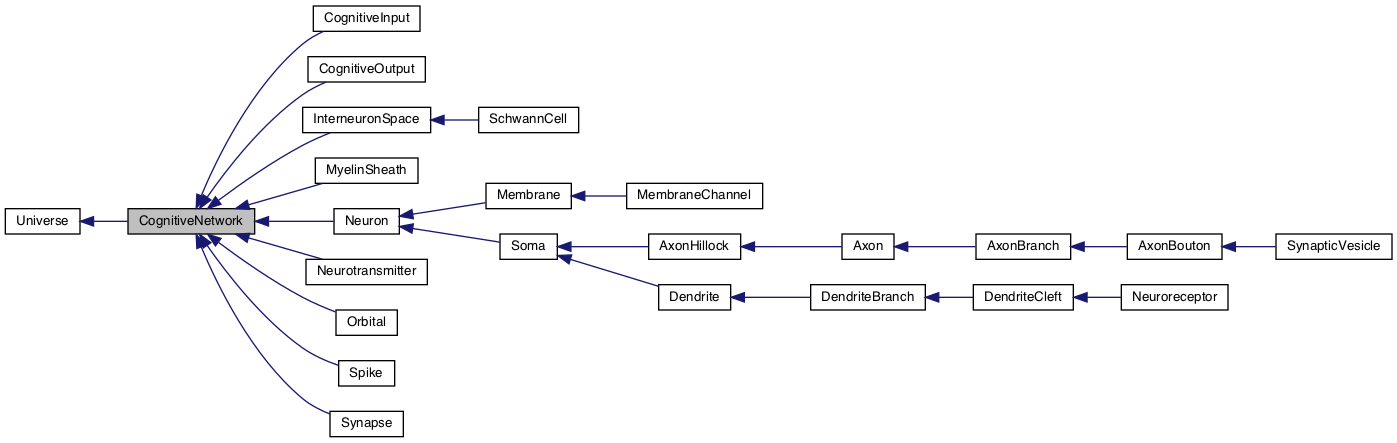 CognitiveInput
CognitiveOutput
InterneuronSpace
SchwannCell
MyelinSheath
Membrane
MembraneChannel
Universe
CognitiveNetwork
Neuron
Soma
AxonHillock
Axon
AxonBranch
AxonBouton
SynapticVesicle
Neurotransmitter
Dendrite
DendriteBranch
DendriteCleft
Neuroreceptor
Orbital
Spike
Synapse